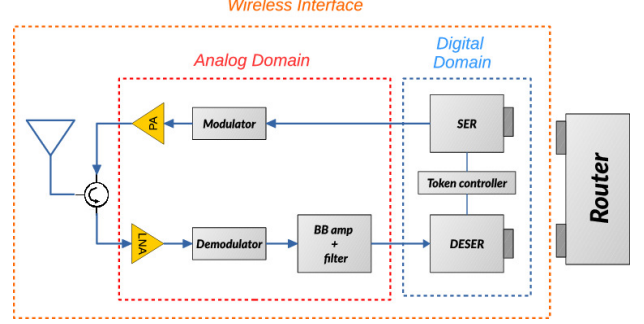 Wireless Interface
Analog Domain
Digital
Domain
PA
Modulator
SER
Token controller
LNA
Demodulator
BB amp
+
filter
DESER
Router